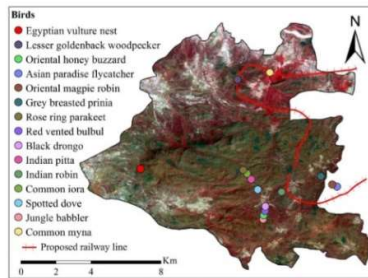 Birds
N
Egyptian vulture nest
Lesser goldenback woodpecker
Oriental honey buzzard
Asian paradise flycatcher
Oriental magpie robin
Grey breasted prinia
Rose ring parakeet
Red vented bulbul
Black drongo
Indian pitta
Indian robin
Common iora
Spotted dove
Jungle babbler
Common myna
Proposed railway line
Km
0 2 4 8